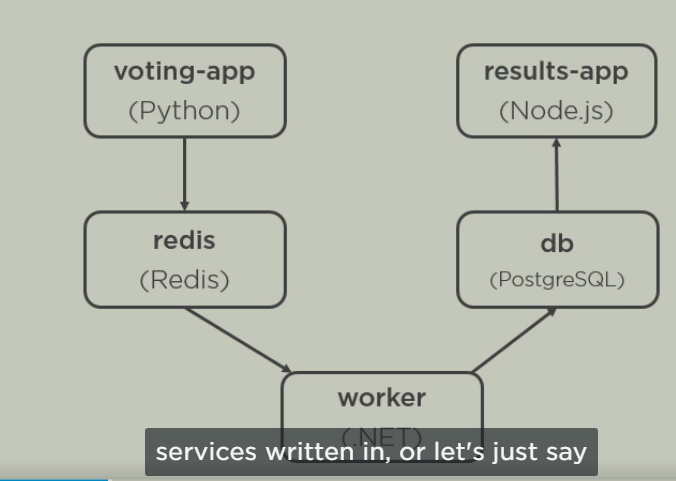 voting-app
(Python)
results-app
(Node.js)
redis
(Redis)
db
(PostgreSQL)
worker
(.NET)
services written in, or let's just say